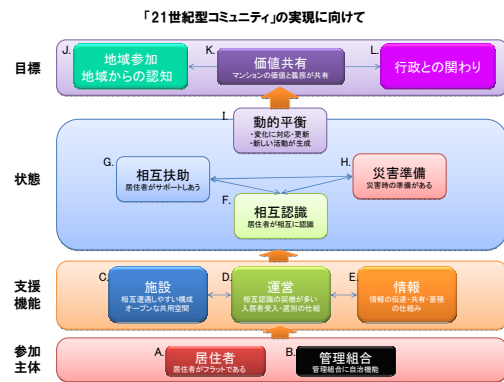 「21世紀型コミュニティ」の実現に向けて
目標
J.
地域参加
地域からの認知
K.
価値共有
マンションの価値と義務が共有
L.
行政との関わり
状態
I.
動的平衡
・変化に対応・更新
・新しい活動が生成
G.
相互扶助
居住者がサポートしあう
H.
災害準備
災害時の準備がある
F.
相互認識
居住者が相互に認識
支援
機能
C.
施設
相互遭遇しやすい構成
オープンな共用空間
D.
運営
相互認識の契機が多い
入居者受入・選別の仕組
E.
情報
情報の伝達・共有・蓄積
の仕組み
参加
主体
A.
居住者
居住者がフラットである
B.
管理組合
管理組合に自治機能